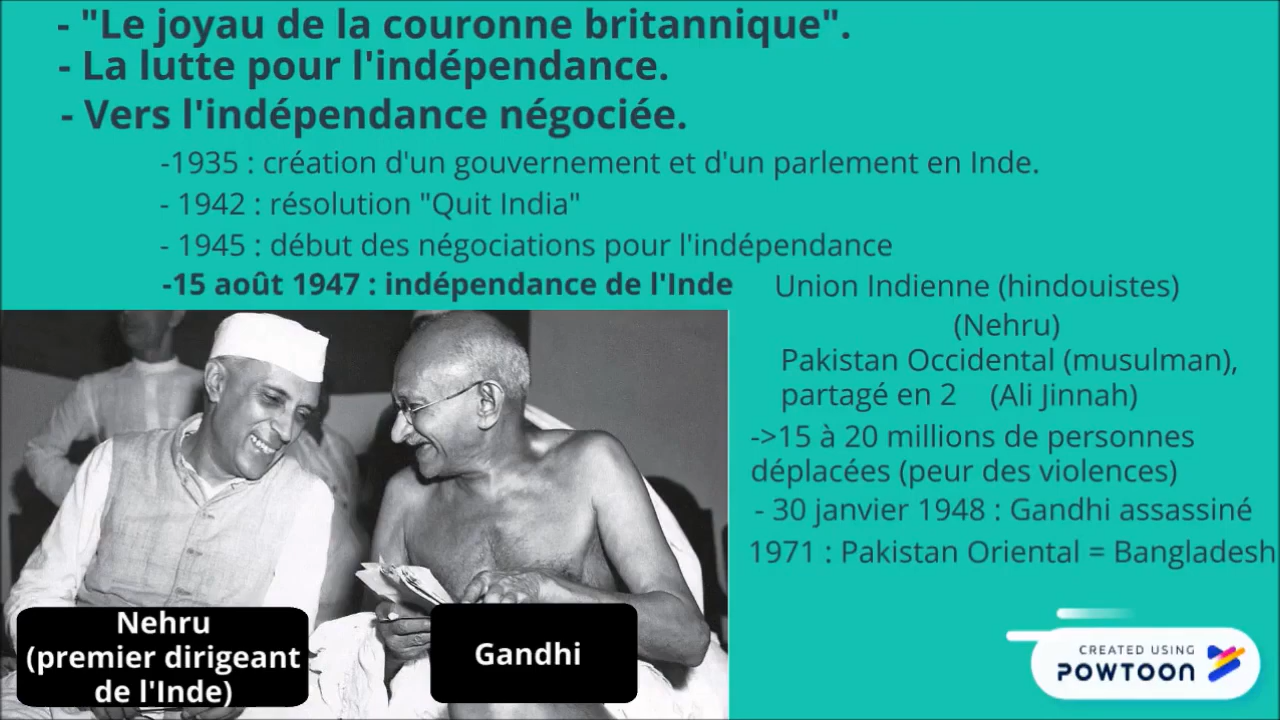 - "Le joyau de la couronne britannique".
- La lutte pour l'indépendance.
- Vers l'indépendance négociée.
-1935 : création d'un gouvernement et d'un parlement en Inde.
- 1942 : résolution "Quit India"
- 1945 : début des négociations pour l'indépendance
-15 août 1947 : indépendance de l'Inde
Union Indienne (hindouistes)
(Nehru)
Pakistan Occidental (musulman),
partagé en 2 (Ali Jinnah)
->15 à 20 millions de personnes
déplacées (peur des violences)
- 30 janvier 1948 : Gandhi assassiné
1971 : Pakistan Oriental = Bangladesh
Nehru
(premier dirigeant
de l'Inde)
Gandhi
CREATED USING
POWTOON